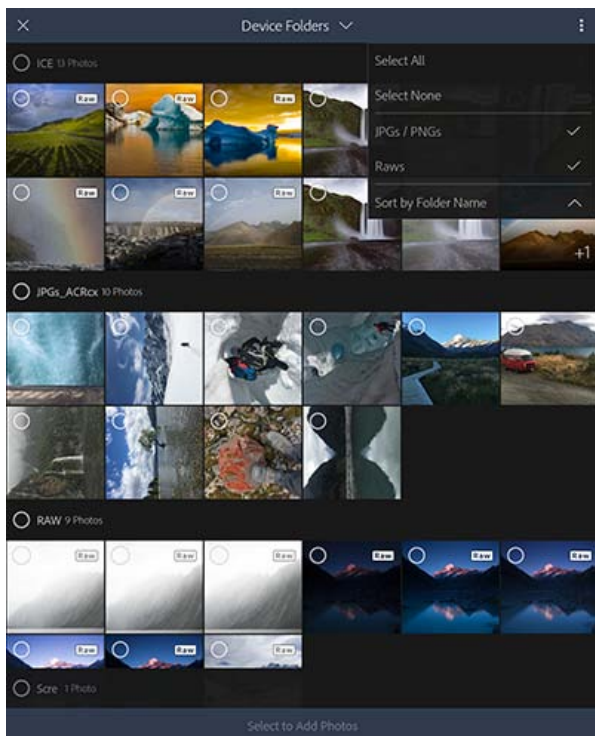 Device Folders
ICE 13 Photos
Select All
Select None
JPGs / PNGs
Raws
Sort by Folder Name
Raw Raw Raw
Raw Raw Raw
+1
JPGs_ACRcx 10 Photos
RAW 9 Photos
Raw Raw Raw Raw Raw Raw
Raw Raw Raw
Scre 1 Photo
Select to Add Photos